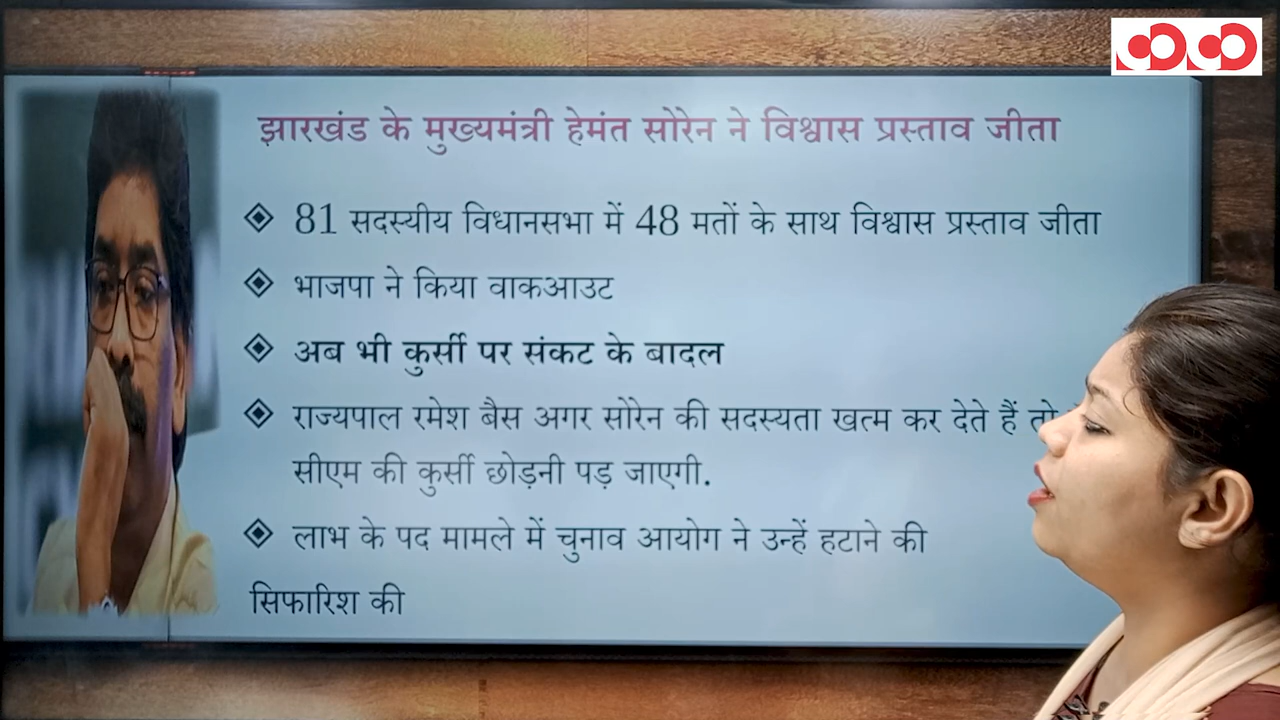 झारखंड के मुख्यमंत्री हेमंत सोरेन ने विश्वास प्रस्ताव जीता
81 सदस्यीय विधानसभा में 48 मतों के साथ विश्वास प्रस्ताव जीता
भाजपा ने किया वाकआउट
अब भी कुर्सी पर संकट के बादल
राज्यपाल रमेश बैस अगर सोरेन की सदस्यता खत्म कर देते हैं तो
सीएम की कुर्सी छोड़नी पड़ जाएगी.
लाभ के पद मामले में चुनाव आयोग ने उन्हें हटाने की
सिफारिश की